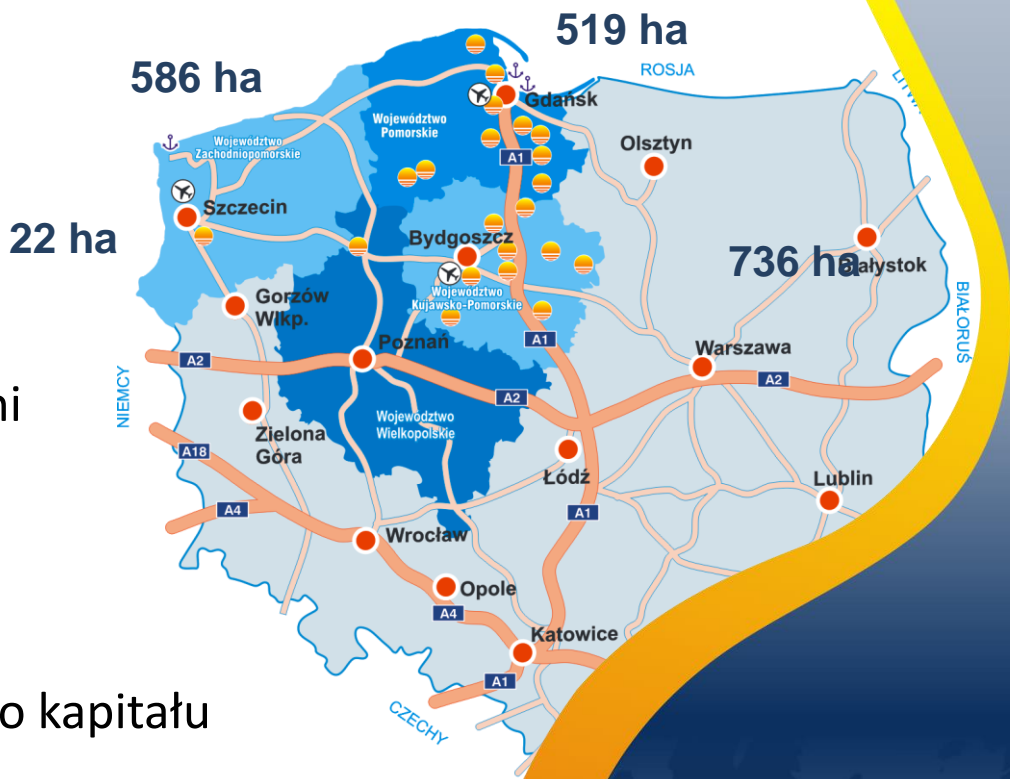 519 ha
586 ha
ROSJA
Gdańsk
Województwo
Pomorskie
Województwo
Zachodniopomorskie
Olsztyn
A1
Szczecin
22 ha
Bydgoszcz
736 ha
Białystok
Województwo
Kujawsko-Pomorskie
Gorzów
Wlkp.
BIAŁORUŚ
Poznań
A1
Warszawa
A2
A2
NIEMCY
A2
ni
Województwo
Wielkopolskie
Zielona
Góra
A18
Łódź
Lublin
A4
A1
Wrocław
Opole
A4
Katowice
A1
o kapitału
CZECHY